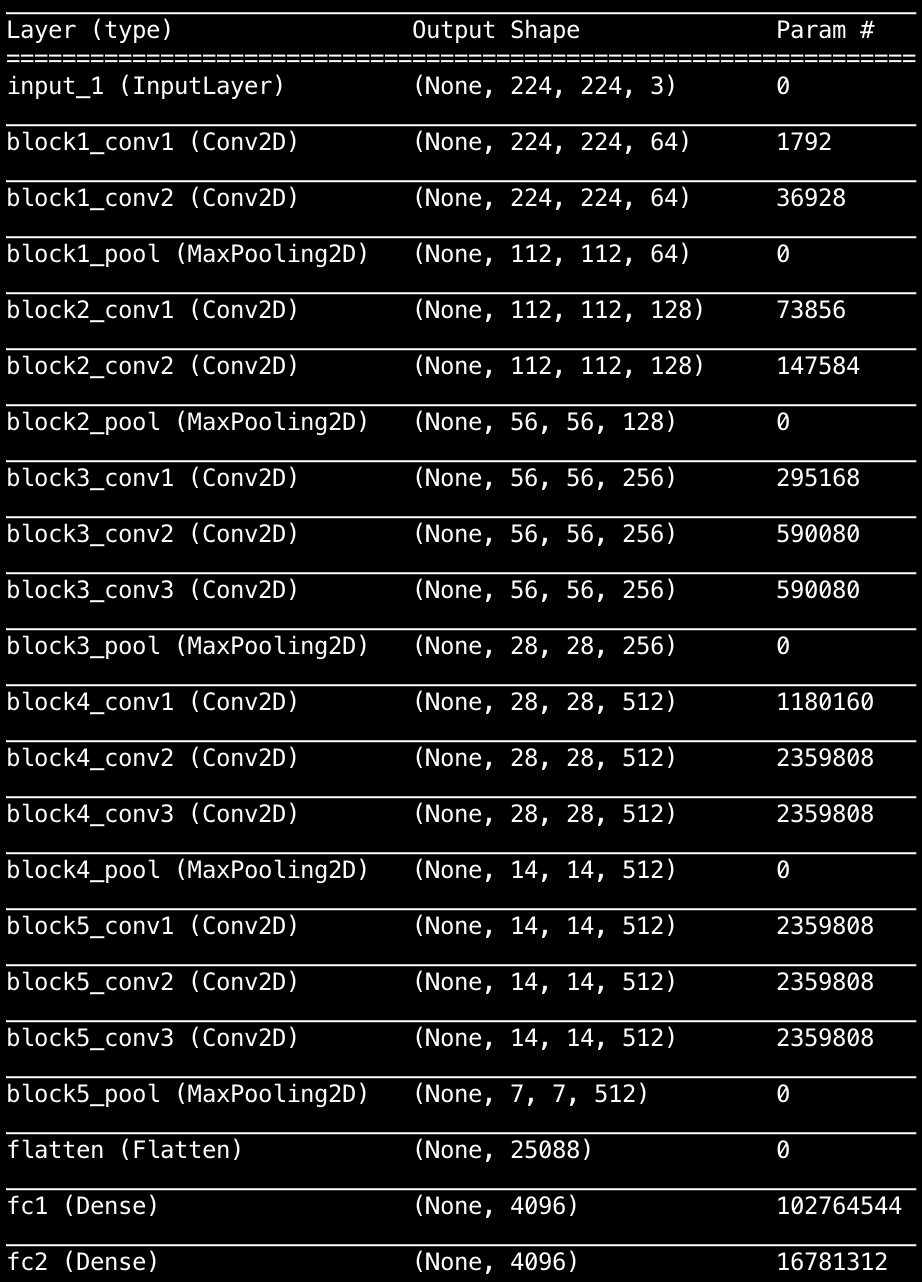 Layer (type) Output Shape Param #
=================================================================
input_1 (InputLayer) (None, 224, 224, 3) 0
block1_conv1 (Conv2D) (None, 224, 224, 64) 1792
block1_conv2 (Conv2D) (None, 224, 224, 64) 36928
block1_pool (MaxPooling2D) (None, 112, 112, 64) 0
block2_conv1 (Conv2D) (None, 112, 112, 128) 73856
block2_conv2 (Conv2D) (None, 112, 112, 128) 147584
block2_pool (MaxPooling2D) (None, 56, 56, 128) 0
block3_conv1 (Conv2D) (None, 56, 56, 256) 295168
block3_conv2 (Conv2D) (None, 56, 56, 256) 590080
block3_conv3 (Conv2D) (None, 56, 56, 256) 590080
block3_pool (MaxPooling2D) (None, 28, 28, 256) 0
block4_conv1 (Conv2D) (None, 28, 28, 512) 1180160
block4_conv2 (Conv2D) (None, 28, 28, 512) 2359808
block4_conv3 (Conv2D) (None, 28, 28, 512) 2359808
block4_pool (MaxPooling2D) (None, 14, 14, 512) 0
block5_conv1 (Conv2D) (None, 14, 14, 512) 2359808
block5_conv2 (Conv2D) (None, 14, 14, 512) 2359808
block5_conv3 (Conv2D) (None, 14, 14, 512) 2359808
block5_pool (MaxPooling2D) (None, 7, 7, 512) 0
flatten (Flatten) (None, 25088) 0
fc1 (Dense) (None, 4096) 102764544
fc2 (Dense) (None, 4096) 16781312